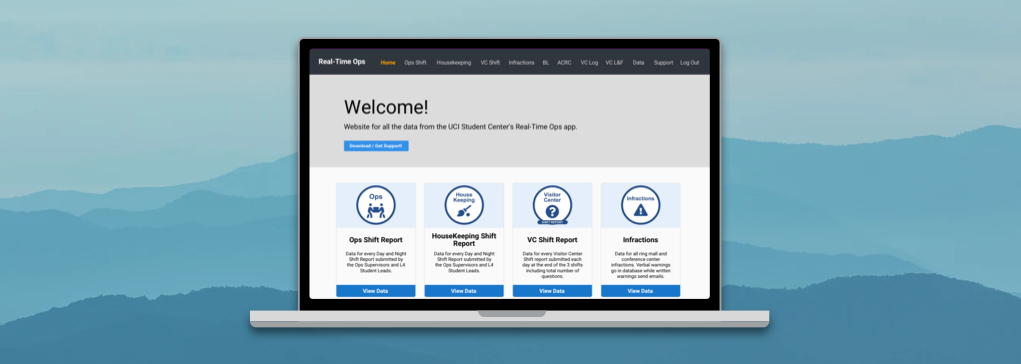 Real-Time Ops Home Ops Shift Housekeeping VC Shift Infractions BL ACRC VC Log VC L&F Data Support Log Out
Welcome!
Website for all the data from the UCI Student Center's Real-Time Ops app.
Download / Get Support!
Ops
House
Keeping
Visitor
Center
Infractions
Ops Shift Report
Data for every Day and Night
Shift Report submitted by
the Ops Supervisors and L4
Student Leads.
View Data
HouseKeeping Shift
Report
Data for every Day and Night
Shift Report submitted by
the Ops Supervisors and L4
Student Leads.
View Data
VC Shift Report
Data for every Visitor Center
Shift report submitted each
day at the end of the 3 shifts
including total number of
questions.
View Data
Infractions
Data for all ring mall and
conference center
infractions. Verbal warnings
go in database while written
warnings send emails.
View Data